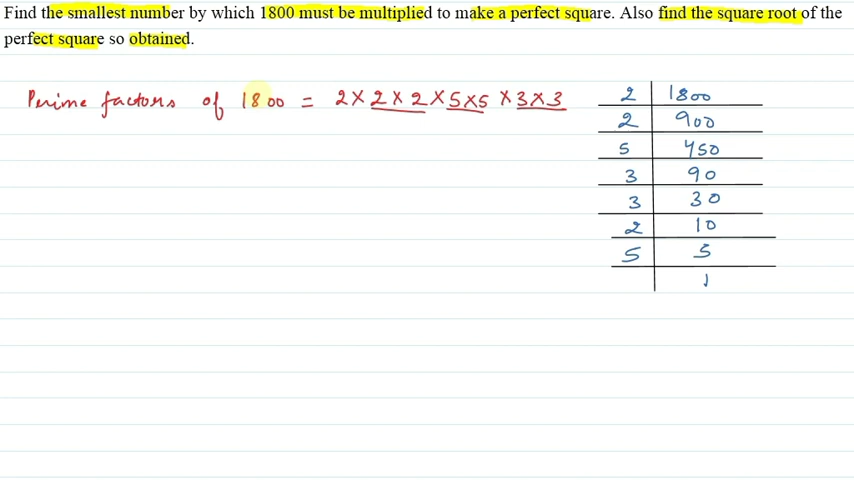 Find the smallest number by which 1800 must be multiplied to make a perfect square. Also find the square root of the
perfect square so obtained.
Prime factors of 1800 = 2 × 2 × 2 × 5 × 5 × 3 × 3
2 | 1800
2 | 900
5 | 450
3 | 90
3 | 30
2 | 10
5 | 5
| 1